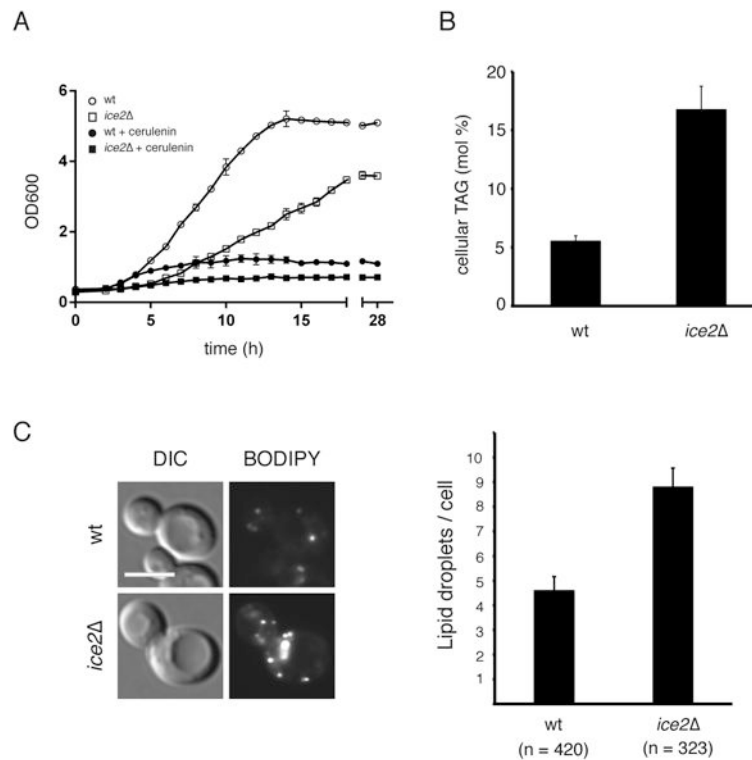 A
6
4
2
0
OD600
wt
ice2Δ
wt + cerulenin
ice2Δ + cerulenin
0
5
10
15
28
time (h)
B
20
15
10
5
0
cellular TAG (mol %)
wt
ice2Δ
C
DIC
BODIPY
wt
ice2Δ
10
9
8
7
6
5
4
3
2
1
Lipid droplets / cell
wt
ice2Δ
(n = 420)
(n = 323)